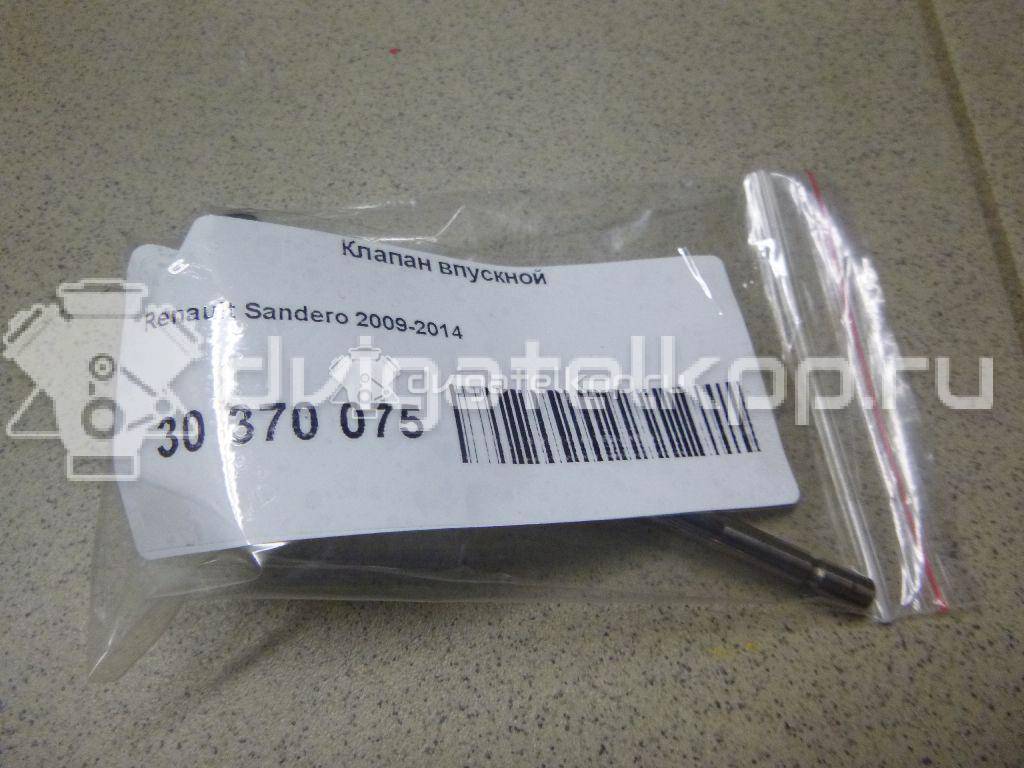 Клапан впускной
Renault Sandero 2009-2014
30 370 075
dvigatelkop.ru